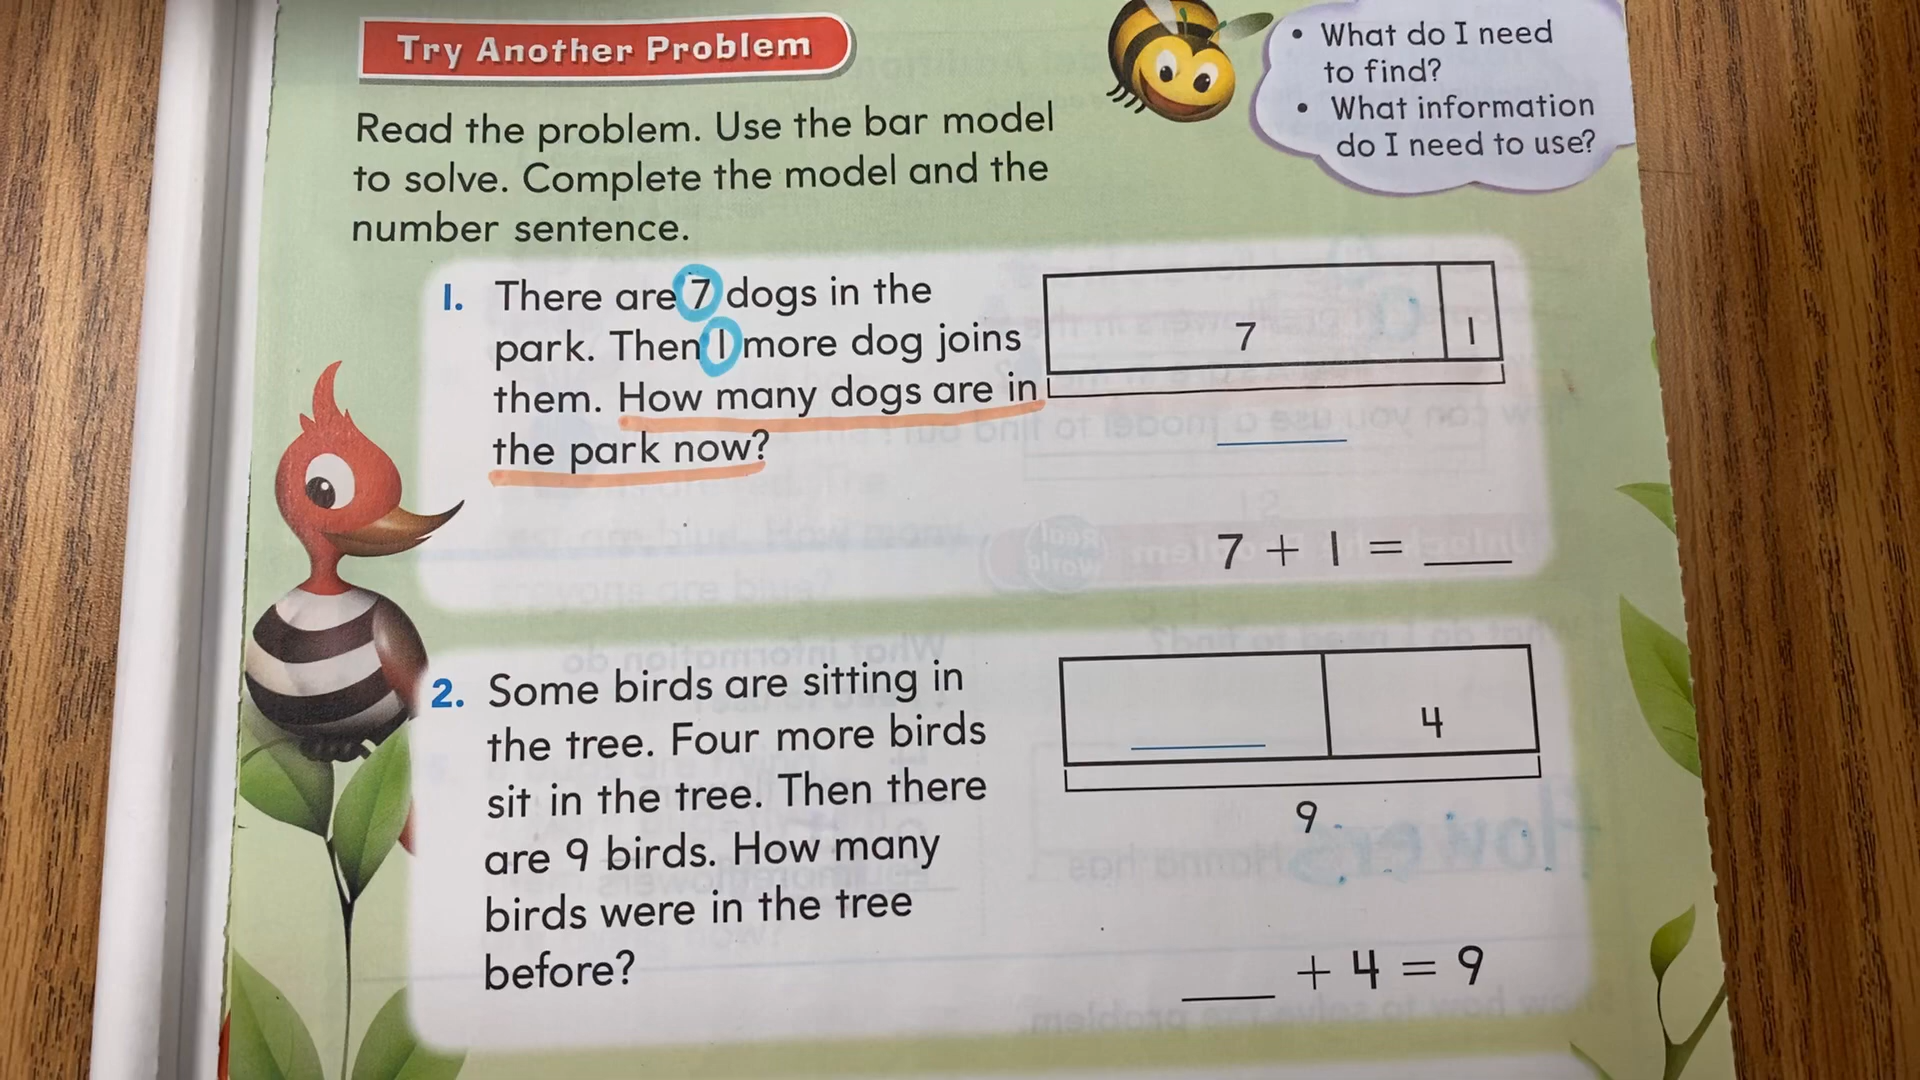 Try Another Problem
• What do I need
to find?
• What information
do I need to use?
Read the problem. Use the bar model
to solve. Complete the model and the
number sentence.
1. There are 7 dogs in the
park. Then 1 more dog joins
them. How many dogs are in
the park now?
7 1
7 + 1 = ___
2. Some birds are sitting in
the tree. Four more birds
sit in the tree. Then there
are 9 birds. How many
birds were in the tree
before?
4
9
___ + 4 = 9